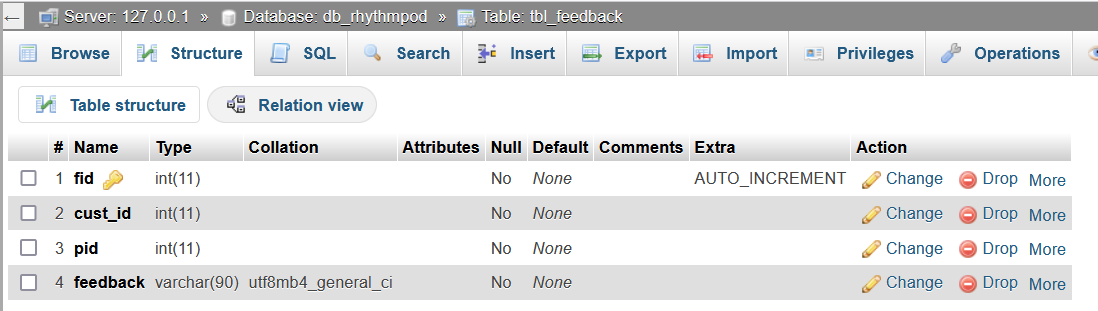 Server: 127.0.0.1 » Database: db_rhythmpod » Table: tbl_feedback
Browse Structure SQL Search Insert Export Import Privileges Operations
Table structure Relation view
# Name Type Collation Attributes Null Default Comments Extra Action
1 fid int(11) No None AUTO_INCREMENT Change Drop More
2 cust_id int(11) No None Change Drop More
3 pid int(11) No None Change Drop More
4 feedback varchar(90) utf8mb4_general_ci No None Change Drop More